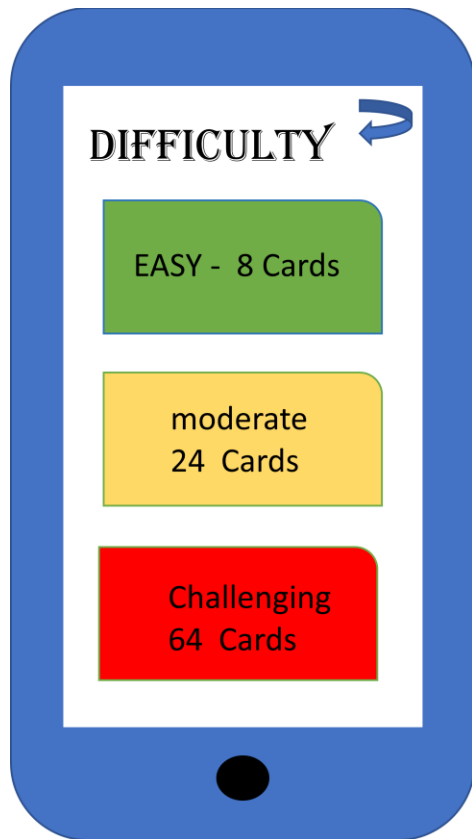 DIFFICULTY
EASY - 8 Cards
moderate
24 Cards
Challenging
64 Cards